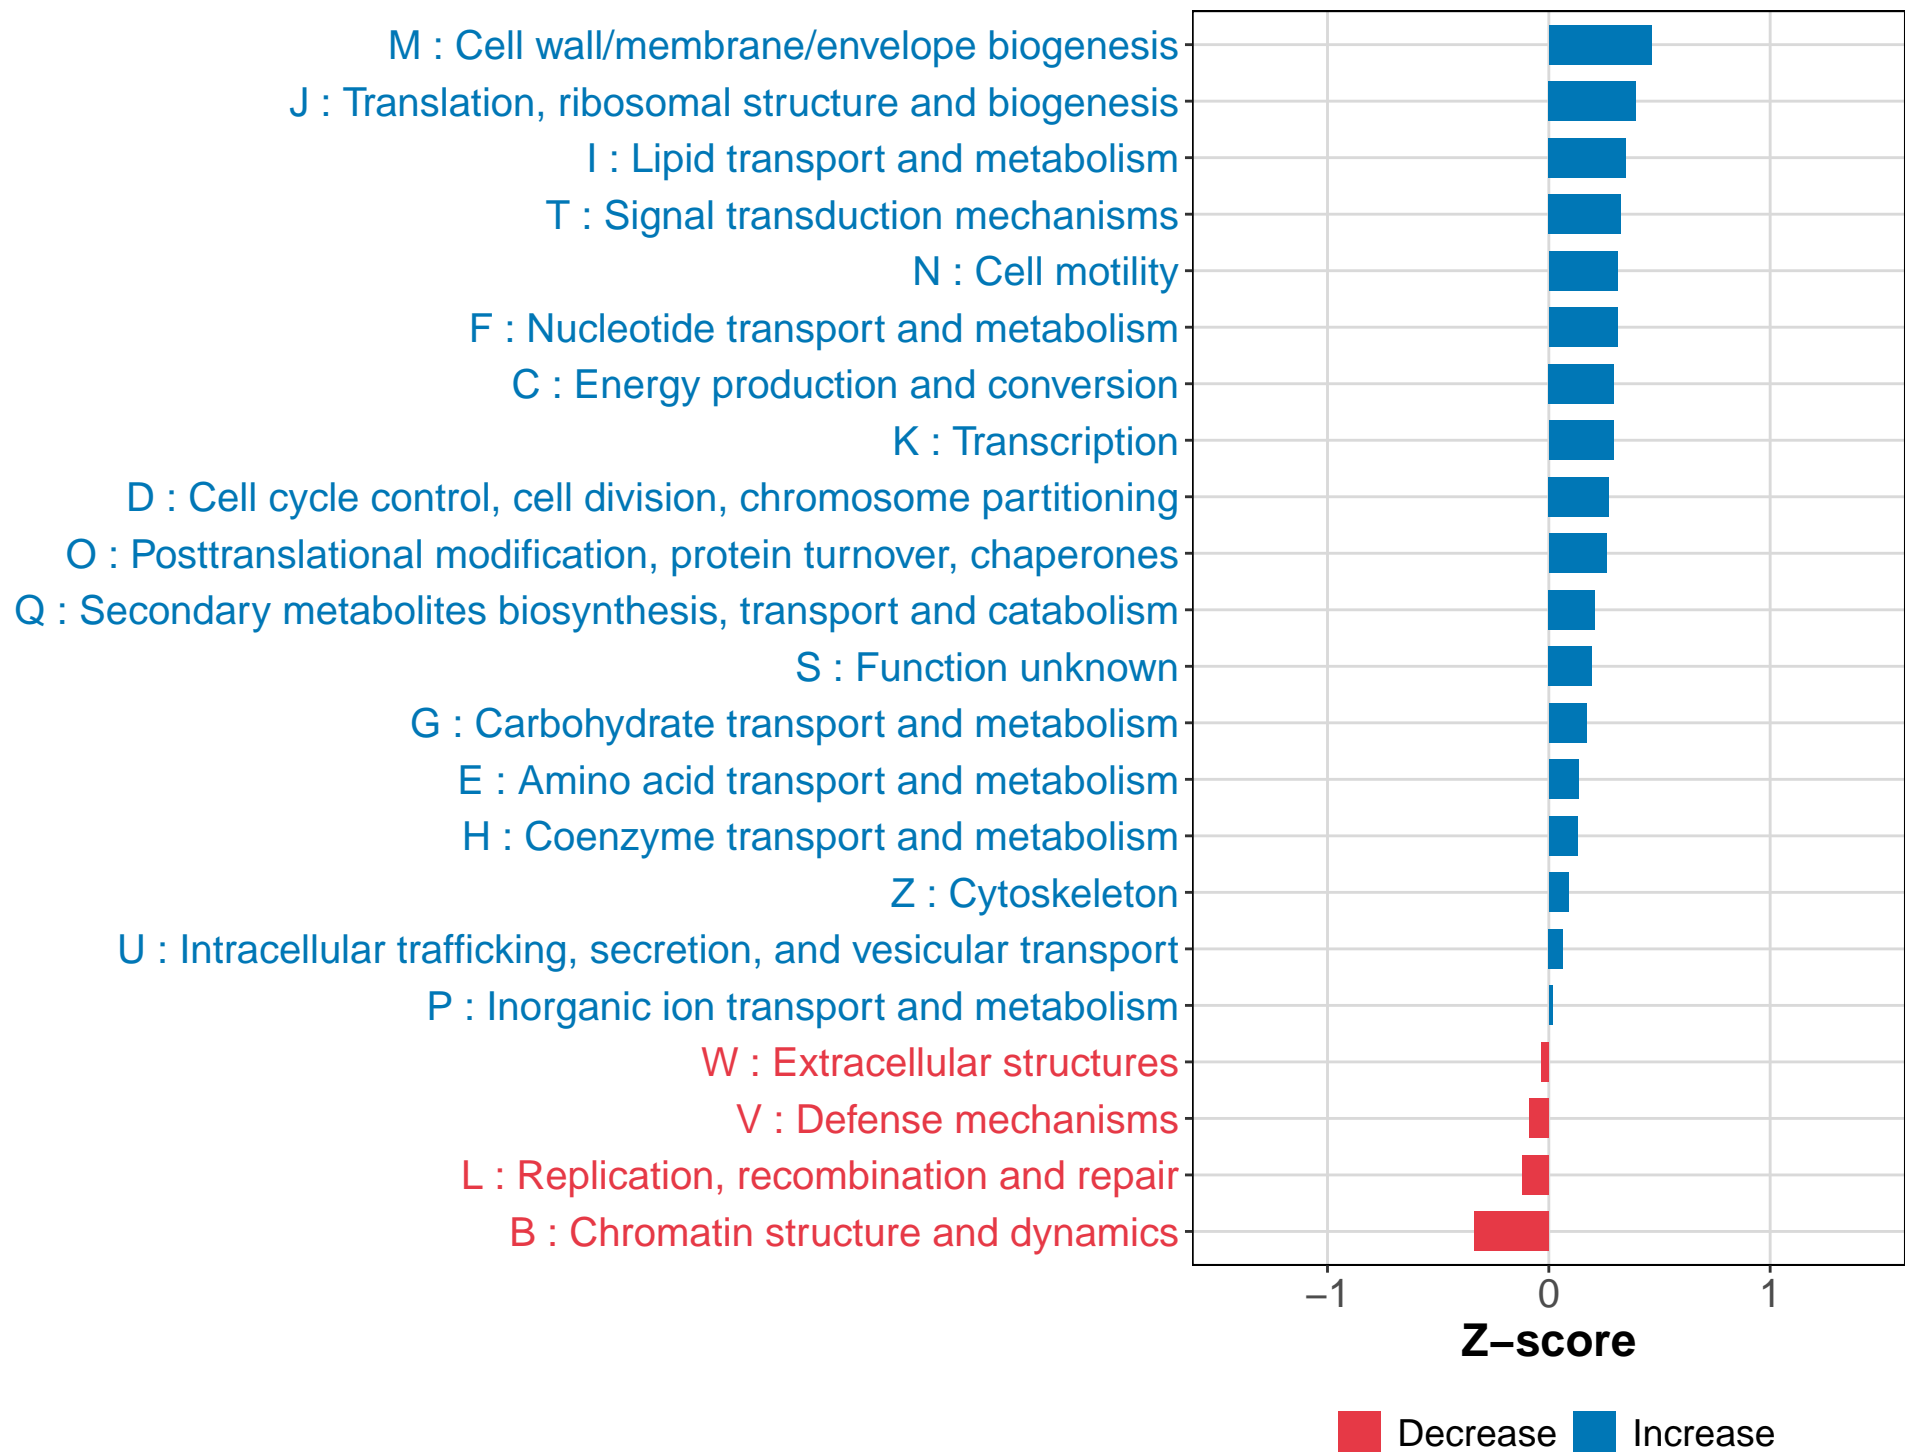 M : Cell wall/membrane/envelope biogenesis
J : Translation, ribosomal structure and biogenesis
I : Lipid transport and metabolism
T : Signal transduction mechanisms
N : Cell motility
F : Nucleotide transport and metabolism
C : Energy production and conversion
K : Transcription
D : Cell cycle control, cell division, chromosome partitioning
O : Posttranslational modification, protein turnover, chaperones
Q : Secondary metabolites biosynthesis, transport and catabolism
S : Function unknown
G : Carbohydrate transport and metabolism
E : Amino acid transport and metabolism
H : Coenzyme transport and metabolism
Z : Cytoskeleton
U : Intracellular trafficking, secretion, and vesicular transport
P : Inorganic ion transport and metabolism
W : Extracellular structures
V : Defense mechanisms
L : Replication, recombination and repair
B : Chromatin structure and dynamics
−1 0 1
Z−score
Decrease Increase